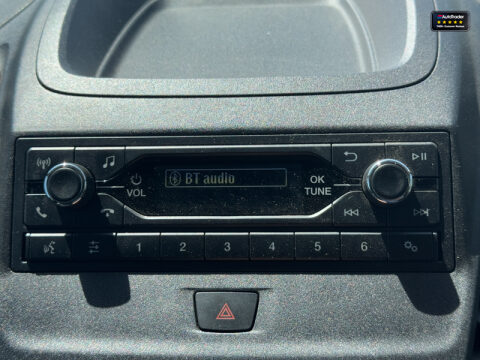 AutoTrader
BT audio
OK
VOL
TUNE
1 2 3 4 5 6